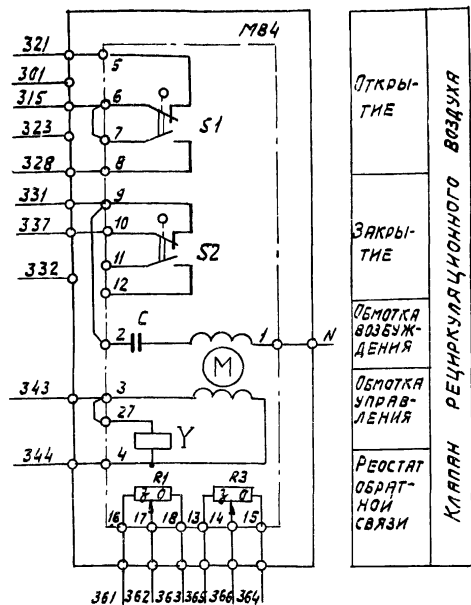 M84
321
5
301
315
6
323
7
S1
328
8
331
9
337
10
11
S2
332
12
2
C
1
N
M
343
3
27
Y
344
4
R1
R3
З О
З О
16
17
18
13
14
15
361
362
363
365
366
364
ОТКРЫ-
ТИЕ
ЗАКРЫ-
ТИЕ
ОБМОТКА
ВОЗБУЖ-
ДЕНИЯ
ОБМОТКА
УПРАВ-
ЛЕНИЯ
РЕОСТАТ
ОБРАТ-
НОЙ
СВЯЗИ
КЛАПАН РЕЦИРКУЛЯЦИОННОГО ВОЗДУХА